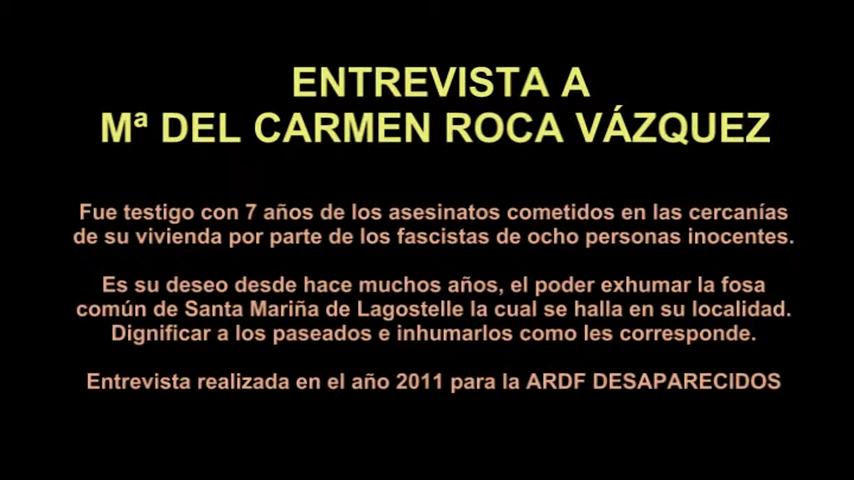 ENTREVISTA A
Mª DEL CARMEN ROCA VÁZQUEZ
Fue testigo con 7 años de los asesinatos cometidos en las cercanías
de su vivienda por parte de los fascistas de ocho personas inocentes.
Es su deseo desde hace muchos años, el poder exhumar la fosa
común de Santa Mariña de Lagostelle la cual se halla en su localidad.
Dignificar a los paseados e inhumarlos como les corresponde.
Entrevista realizada en el año 2011 para la ARDF DESAPARECIDOS